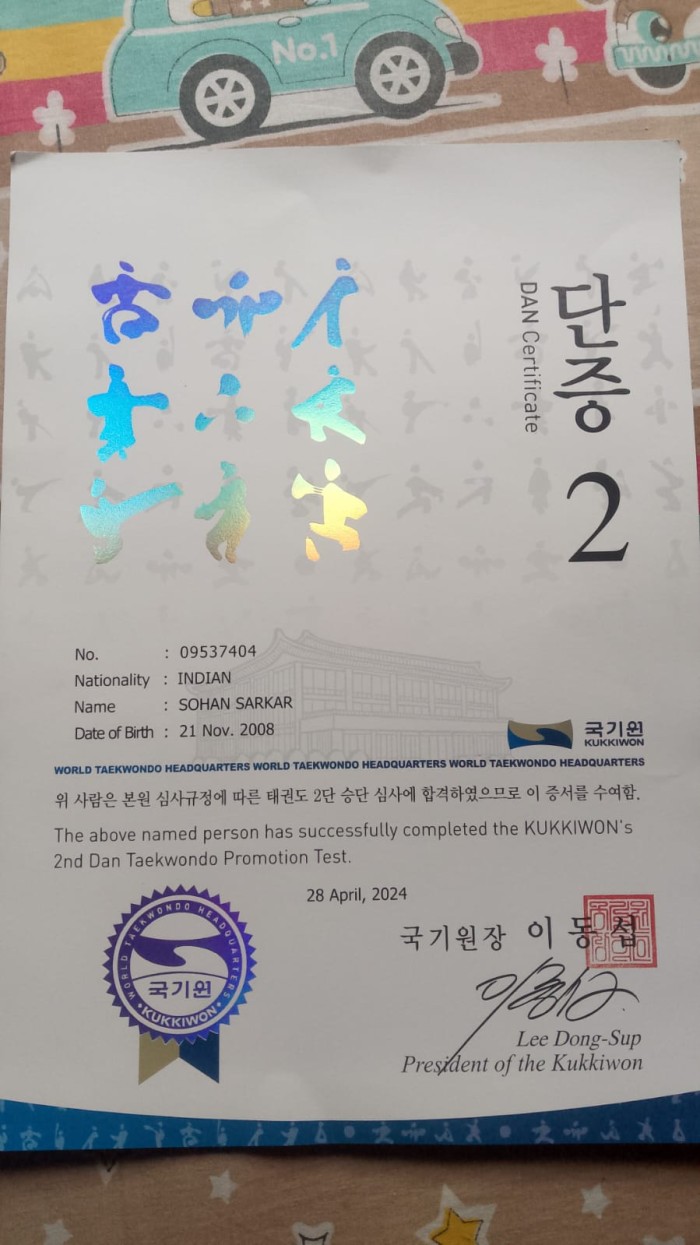 No.1
단증
DAN Certificate
2
No. : 09537404
Nationality : INDIAN
Name : SOHAN SARKAR
Date of Birth : 21 Nov. 2008
국기원
KUKKIWON
WORLD TAEKWONDO HEADQUARTERS WORLD TAEKWONDO HEADQUARTERS WORLD TAEKWONDO HEADQUARTERS
위 사람은 본원 심사규정에 따른 태권도 2단 승단 심사에 합격하였으므로 이 증서를 수여함.
The above named person has successfully completed the KUKKIWON's
2nd Dan Taekwondo Promotion Test.
28 April, 2024
WORLD TAEKWONDO HEADQUARTERS
국기원
KUKKIWON
국기원장 이동섭
Lee Dong-Sup
President of the Kukkiwon